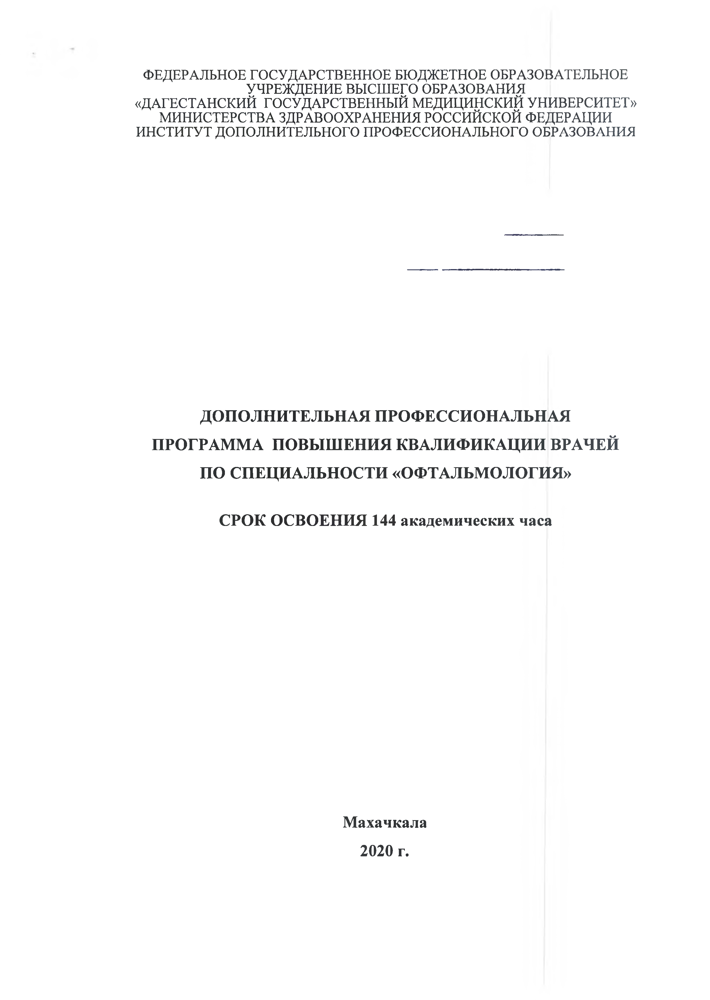 ФЕДЕРАЛЬНОЕ ГОСУДАРСТВЕННОЕ БЮДЖЕТНОЕ ОБРАЗОВАТЕЛЬНОЕ
УЧРЕЖДЕНИЕ ВЫСШЕГО ОБРАЗОВАНИЯ
«ДАГЕСТАНСКИЙ ГОСУДАРСТВЕННЫЙ МЕДИЦИНСКИЙ УНИВЕРСИТЕТ»
МИНИСТЕРСТВА ЗДРАВООХРАНЕНИЯ РОССИЙСКОЙ ФЕДЕРАЦИИ
ИНСТИТУТ ДОПОЛНИТЕЛЬНОГО ПРОФЕССИОНАЛЬНОГО ОБРАЗОВАНИЯ
ДОПОЛНИТЕЛЬНАЯ ПРОФЕССИОНАЛЬНАЯ
ПРОГРАММА ПОВЫШЕНИЯ КВАЛИФИКАЦИИ ВРАЧЕЙ
ПО СПЕЦИАЛЬНОСТИ «ОФТАЛЬМОЛОГИЯ»
СРОК ОСВОЕНИЯ 144 академических часа
Махачкала
2020 г.